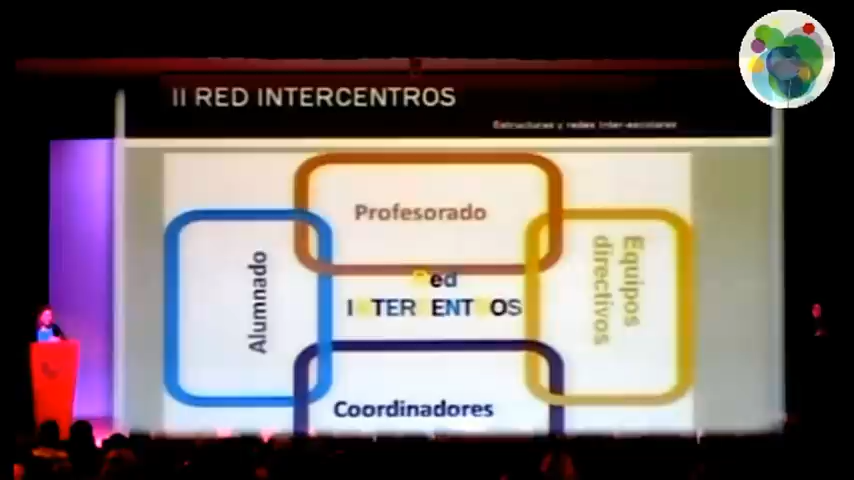 II RED INTERCENTROS
Estructuras y redes inter-escolares
Profesorado
Alumnado
Equipos
directivos
Red
INTERCENTROS
Coordinadores